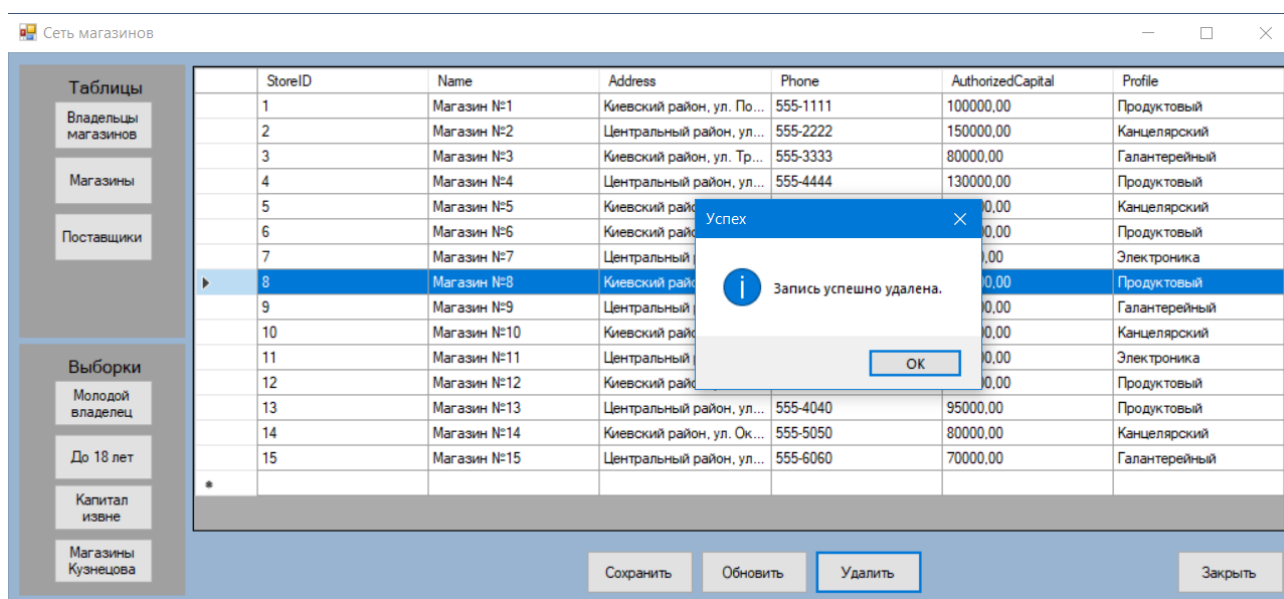 Сеть магазинов
Таблицы
Владельцы
магазинов
Магазины
Поставщики
Выборки
Молодой
владелец
До 18 лет
Капитал
извне
Магазины
Кузнецова
StoreID Name Address Phone AuthorizedCapital Profile
1 Магазин №1 Киевский район, ул. По... 555-1111 100000,00 Продуктовый
2 Магазин №2 Центральный район, ул... 555-2222 150000,00 Канцелярский
3 Магазин №3 Киевский район, ул. Тр... 555-3333 80000,00 Галантерейный
4 Магазин №4 Центральный район, ул... 555-4444 130000,00 Продуктовый
5 Магазин №5 Киевский Канцелярский
6 Магазин №6 Киевский Продуктовый
7 Магазин №7 Центральный Электроника
8 Магазин №8 Киевский Продуктовый
9 Магазин №9 Центральный Галантерейный
10 Магазин №10 Киевский Канцелярский
11 Магазин №11 Центральный Электроника
12 Магазин №12 Киевский Продуктовый
13 Магазин №13 Центральный район, ул... 555-4040 95000,00 Продуктовый
14 Магазин №14 Киевский район, ул. Ок... 555-5050 80000,00 Канцелярский
15 Магазин №15 Центральный район, ул... 555-6060 70000,00 Галантерейный
Успех
Запись успешно удалена.
OK
Сохранить Обновить Удалить Закрыть